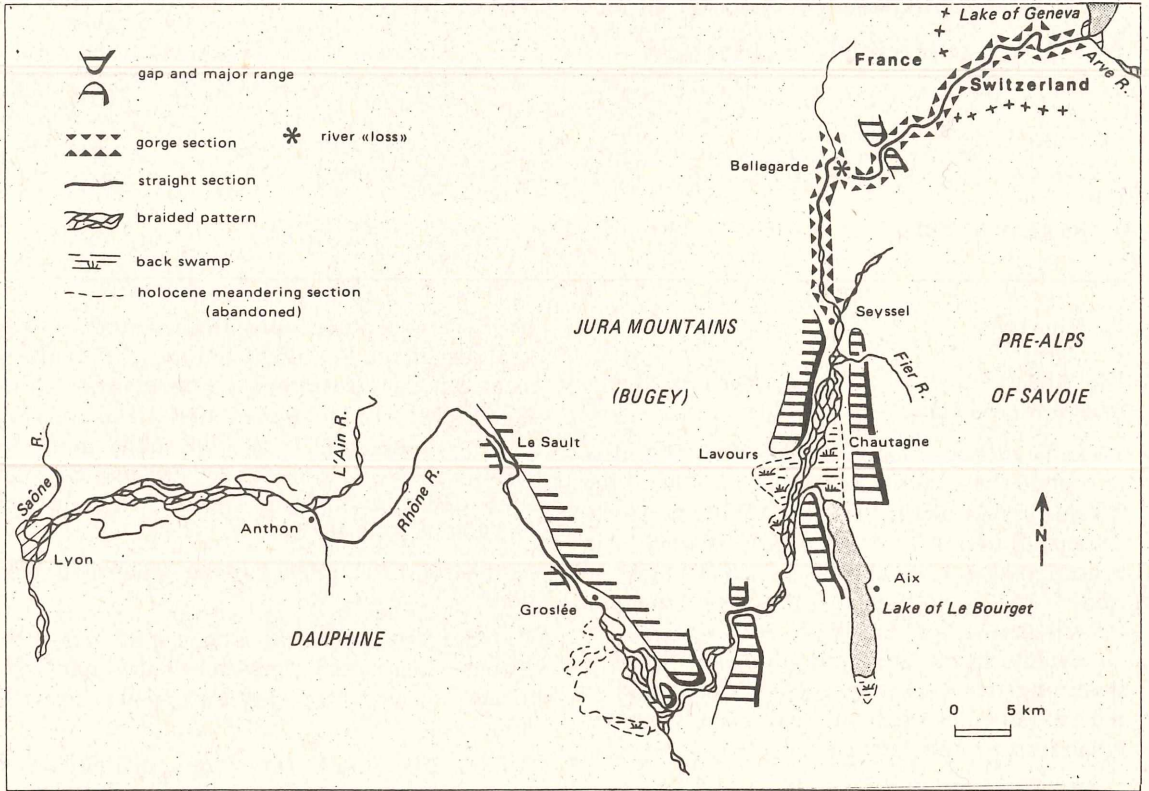 gap and major range
gorge section
river «loss»
straight section
braided pattern
back swamp
holocene meandering section
(abandoned)
Lake of Geneva
France
Arve R.
Switzerland
Bellegarde
Seyssel
JURA MOUNTAINS
(BUGEY)
PRE-ALPS
OF SAVOIE
Fier R.
Le Sault
Lavours
Chautagne
L'Ain R.
Rhône R.
Saône R.
Anthon
Lyon
N
Aix
Lake of Le Bourget
Groslée
DAUPHINE
0 5 km